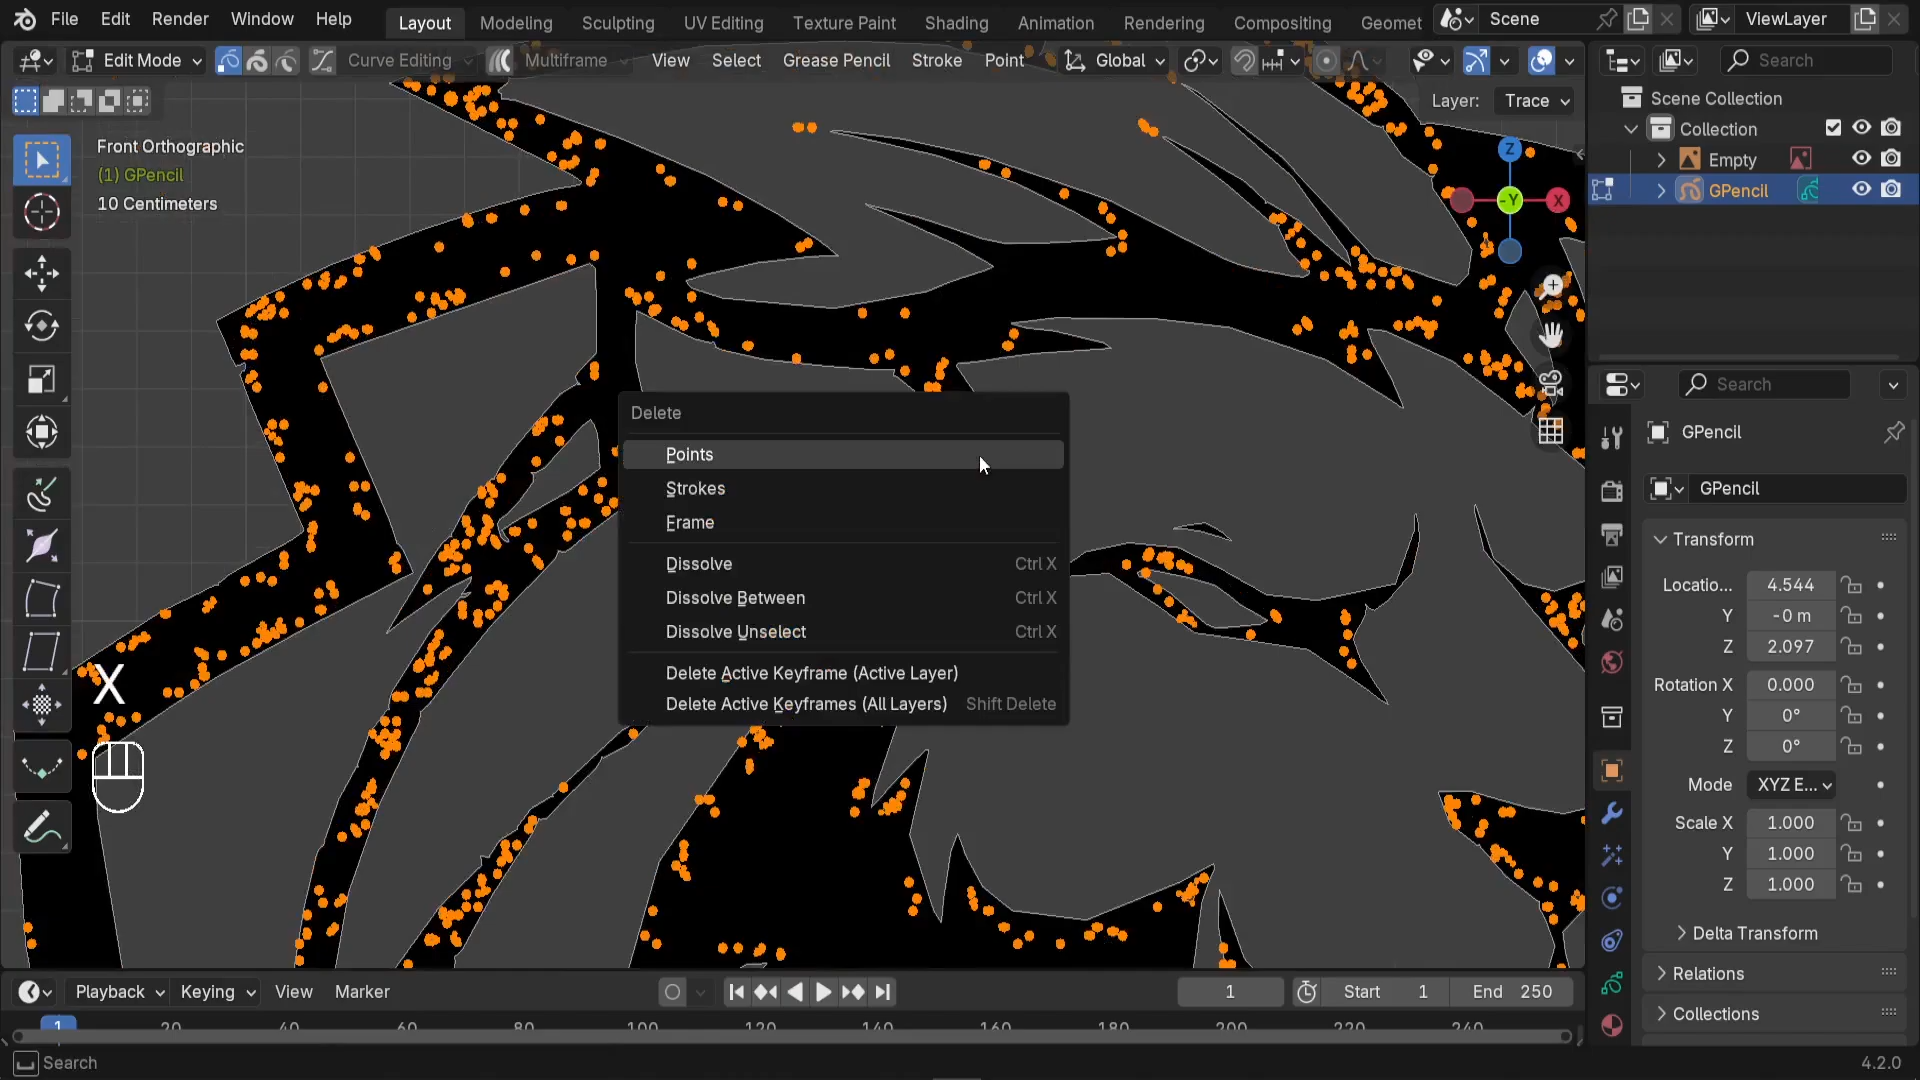 File Edit Render Window Help Layout Modeling Sculpting UV Editing Texture Paint Shading Animation Rendering Compositing Geomet Scene ViewLayer
Edit Mode Curve Editing Multiframe View Select Grease Pencil Stroke Point Global Search
Layer: Trace
Scene Collection
Collection
Empty
GPencil
Front Orthographic
(1) GPencil
10 Centimeters
Z
-Y X
Search
GPencil
GPencil
Delete
Points
Strokes
Frame
Dissolve Ctrl X
Dissolve Between Ctrl X
Dissolve Unselect Ctrl X
Delete Active Keyframe (Active Layer)
Delete Active Keyframes (All Layers) Shift Delete
X
Transform
Locatio... 4.544
Y -0 m
Z 2.097
Rotation X 0.000
Y 0°
Z 0°
Mode XYZ E...
Scale X 1.000
Y 1.000
Z 1.000
Delta Transform
Relations
Collections
Playback Keying View Marker 1 Start 1 End 250
1 20 40 60 80 100 120 140 160 180 200 220 240
Search 4.2.0